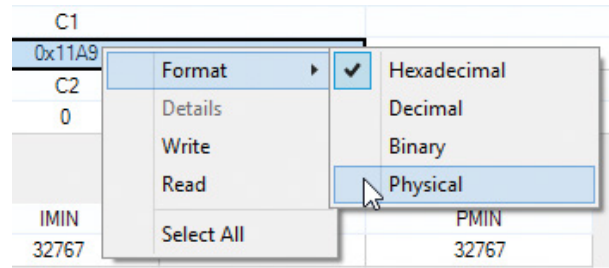 C1
0x11A9
C2
0
Format
Details
Write
Read
Select All
Hexadecimal
Decimal
Binary
Physical
IMIN
PMIN
32767
32767